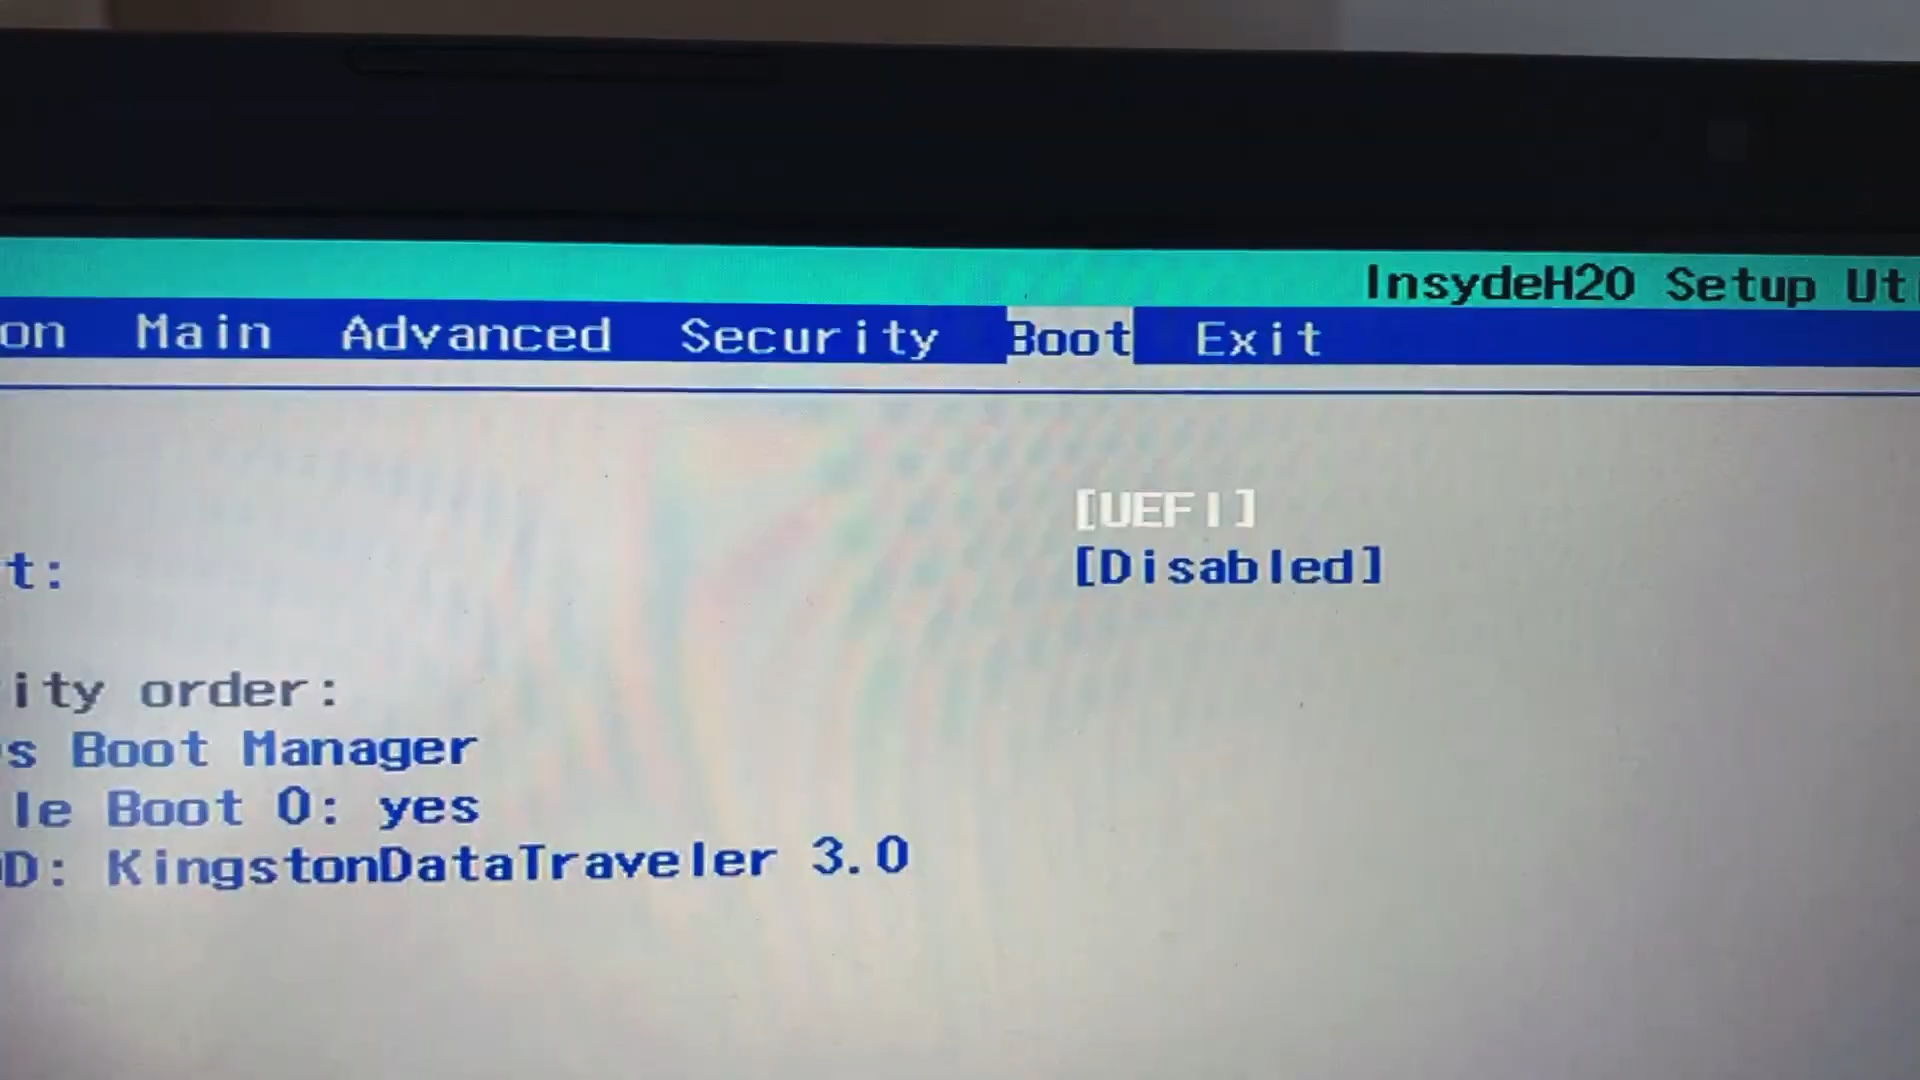 InsydeH2O Setup Ut
on Main Advanced Security Boot Exit
[UEFI]
t: [Disabled]
ity order:
s Boot Manager
le Boot 0: yes
D: KingstonDataTraveler 3.0